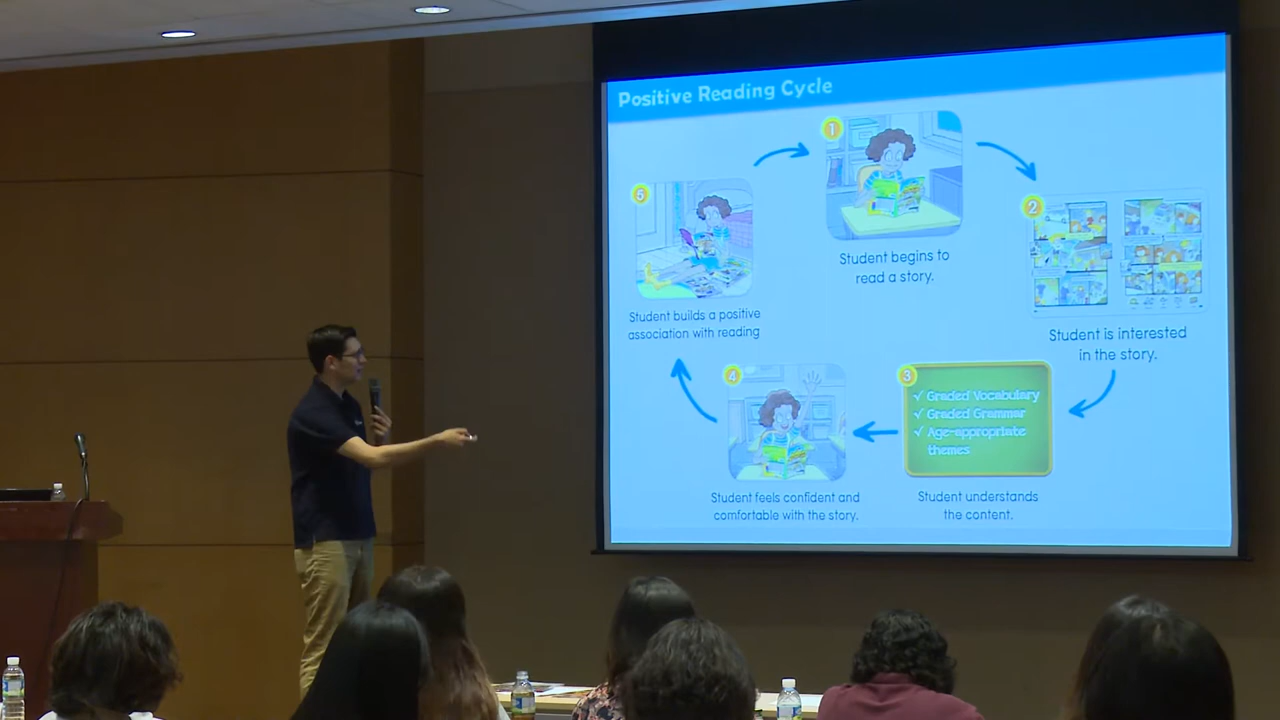 Positive Reading Cycle
1
Student begins to
read a story.
2
Student is interested
in the story.
3
✓ Graded Vocabulary
✓ Graded Grammar
✓ Age-appropriate
themes
Student understands
the content.
4
Student feels confident and
comfortable with the story.
5
Student builds a positive
association with reading